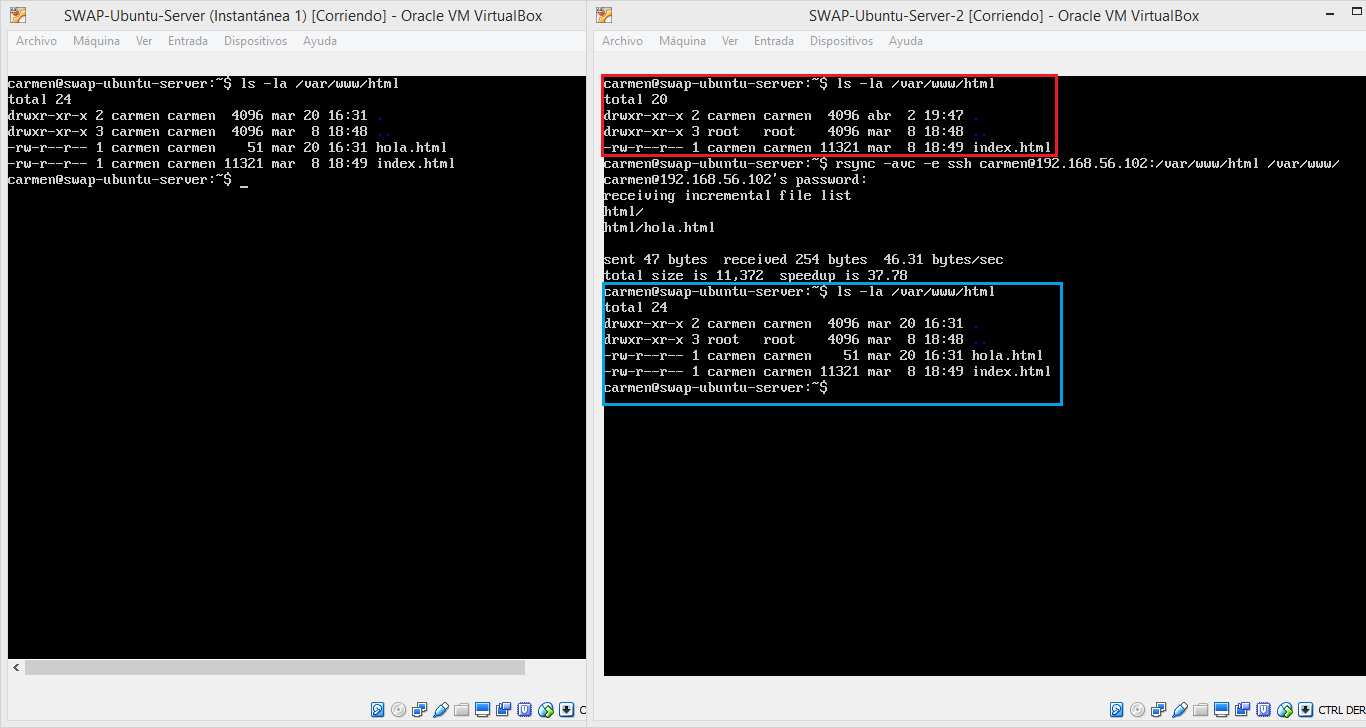 SWAP-Ubuntu-Server (Instantánea 1) [Corriendo] - Oracle VM VirtualBox
Archivo Máquina Ver Entrada Dispositivos Ayuda
carmen@swap-ubuntu-server:~$ ls -la /var/www/html
total 24
drwxr-xr-x 2 carmen carmen  4096 mar 20 16:31 .
drwxr-xr-x 3 carmen carmen  4096 mar  8 18:48 ..
-rw-r--r-- 1 carmen carmen    51 mar 20 16:31 hola.html
-rw-r--r-- 1 carmen carmen 11321 mar  8 18:49 index.html
carmen@swap-ubuntu-server:~$ _
SWAP-Ubuntu-Server-2 [Corriendo] - Oracle VM VirtualBox
Archivo Máquina Ver Entrada Dispositivos Ayuda
carmen@swap-ubuntu-server:~$ ls -la /var/www/html
total 20
drwxr-xr-x 2 carmen carmen  4096 abr  2 19:47 .
drwxr-xr-x 3 root   root    4096 mar  8 18:48 ..
-rw-r--r-- 1 carmen carmen 11321 mar  8 18:49 index.html
carmen@swap-ubuntu-server:~$ rsync -avc -e ssh carmen@192.168.56.102:/var/www/html /var/www/
carmen@192.168.56.102's password:
receiving incremental file list
html/
html/hola.html
sent 47 bytes  received 254 bytes  46.31 bytes/sec
total size is 11,372  speedup is 37.78
carmen@swap-ubuntu-server:~$ ls -la /var/www/html
total 24
drwxr-xr-x 2 carmen carmen  4096 mar 20 16:31 .
drwxr-xr-x 3 root   root    4096 mar  8 18:48 ..
-rw-r--r-- 1 carmen carmen    51 mar 20 16:31 hola.html
-rw-r--r-- 1 carmen carmen 11321 mar  8 18:49 index.html
carmen@swap-ubuntu-server:~$
CTRL DER